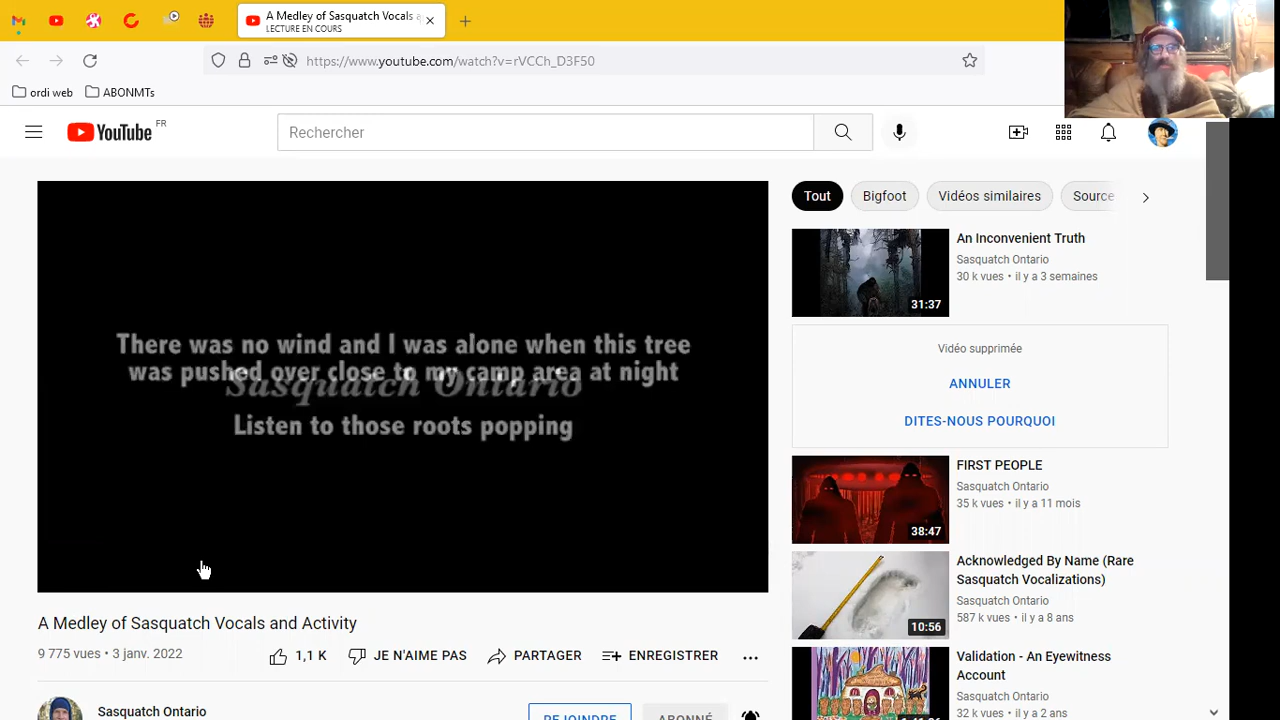 A Medley of Sasquatch Vocals a
LECTURE EN COURS
https://www.youtube.com/watch?v=rVCCh_D3F50
ordi web
ABONMTs
YouTube FR
Rechercher
There was no wind and I was alone when this tree
was pushed over close to my camp area at night
Sasquatch Ontario
Listen to those roots popping
A Medley of Sasquatch Vocals and Activity
9 775 vues • 3 janv. 2022
1,1 K
JE N'AIME PAS
PARTAGER
ENREGISTRER
Sasquatch Ontario
REJOINDRE
ABONNÉ
Tout
Bigfoot
Vidéos similaires
Source
An Inconvenient Truth
Sasquatch Ontario
30 k vues • il y a 3 semaines
31:37
Vidéo supprimée
ANNULER
DITES-NOUS POURQUOI
FIRST PEOPLE
Sasquatch Ontario
35 k vues • il y a 11 mois
38:47
Acknowledged By Name (Rare
Sasquatch Vocalizations)
Sasquatch Ontario
587 k vues • il y a 8 ans
10:56
Validation - An Eyewitness
Account
Sasquatch Ontario
32 k vues • il y a 2 ans